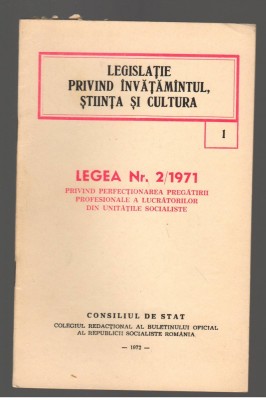 LEGISLAȚIE
PRIVIND ÎNVĂȚĂMÎNTUL,
ȘTIINȚA ȘI CULTURA
1
LEGEA Nr. 2/1971
PRIVIND PERFECȚIONAREA PREGĂTIRII
PROFESIONALE A LUCRĂTORILOR
DIN UNITĂȚILE SOCIALISTE
CONSILIUL DE STAT
COLEGIUL REDACȚIONAL AL BULETINULUI OFICIAL
AL REPUBLICII SOCIALISTE ROMÂNIA
— 1972 —